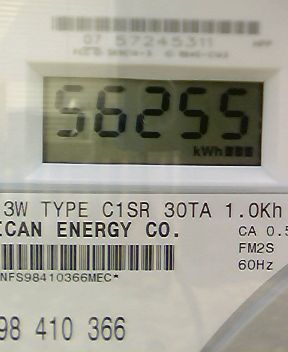 07 57245311
56255
kWh
3W TYPE C1SR 30TA 1.0Kh
ICAN ENERGY CO. CA 0.5
FM2S
NFS98410366MEC* 60Hz
98 410 366